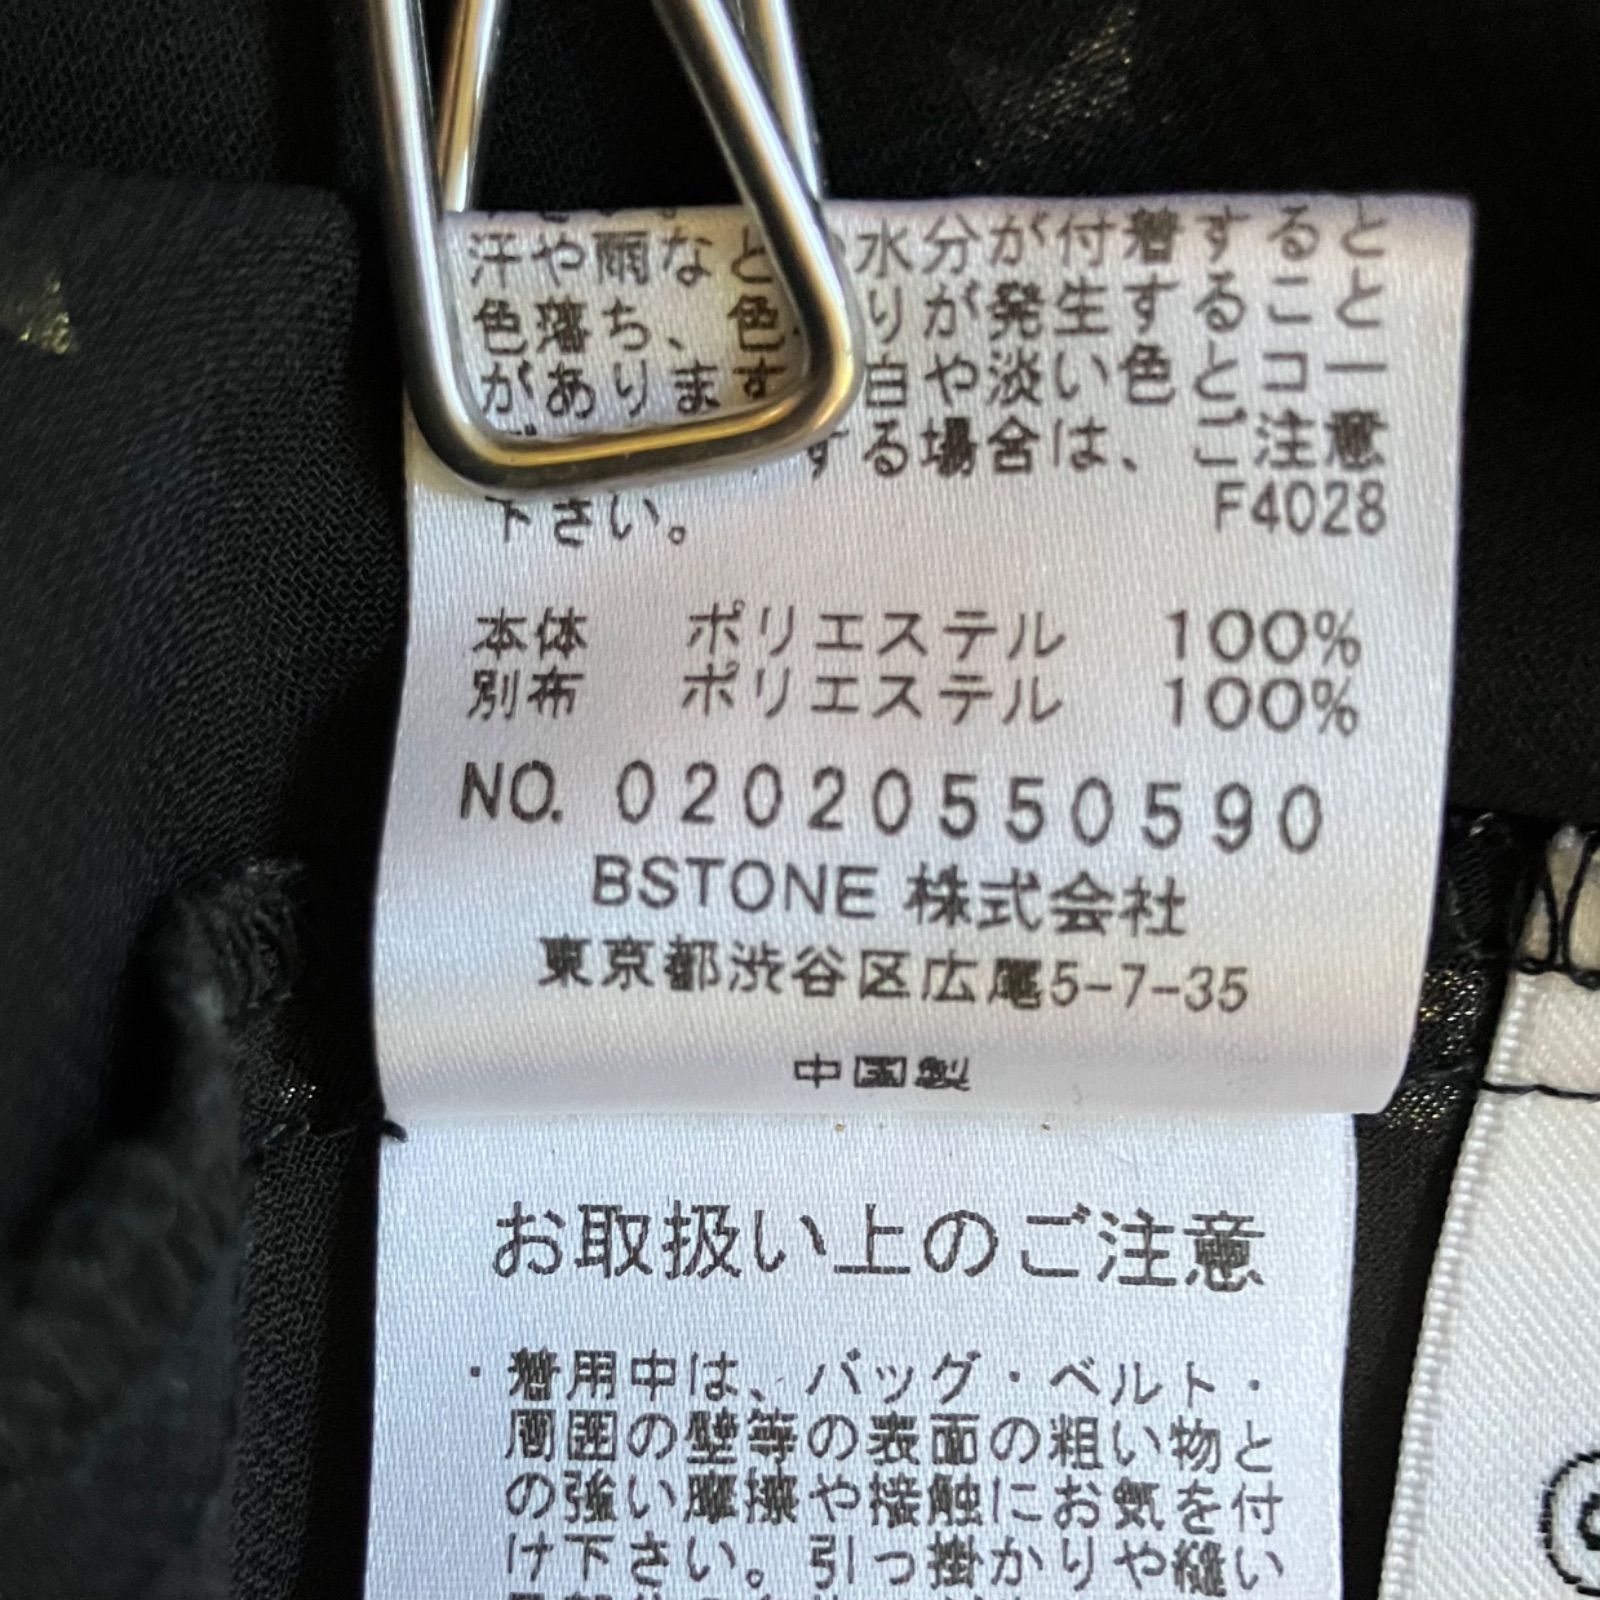 汗や雨な 水分が付着すると
色落ち、色 りが発生すること
があります 白や淡い色とコー
する場合は、ご注意
下さい。 F4028
本体 ポリエステル 100%
別布 ポリエステル 100%
NO. 02020550590
BSTONE 株式会社
東京都渋谷区広尾5-7-35
中国製
お取扱い上のご注意
・着用中は、バッグ・ベルト・
周囲の壁等の表面の粗い物と
の強い摩擦や接触にお気を付
け下さい。引っ掛かりや縫い